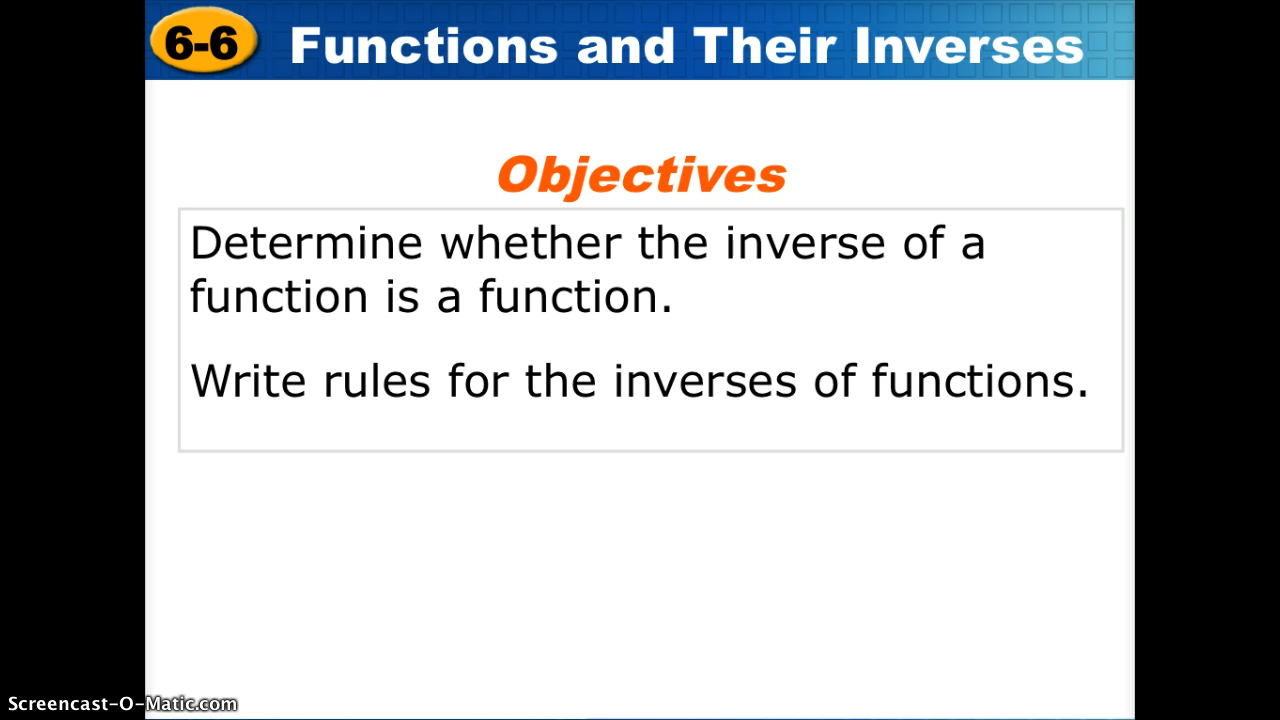 6-6 Functions and Their Inverses
Objectives
Determine whether the inverse of a
function is a function.
Write rules for the inverses of functions.
Screencast-O-Matic.com